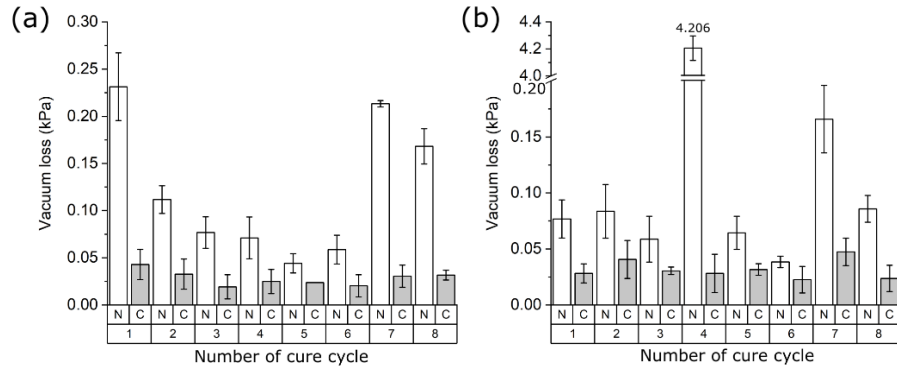 (a)
Vacuum loss (kPa)
0.30
0.25
0.20
0.15
0.10
0.05
0.00
N C N C N C N C N C N C N C N C
1 2 3 4 5 6 7 8
Number of cure cycle
(b)
Vacuum loss (kPa)
4.4
4.2
4.0
0.20
0.15
0.10
0.05
0.00
4.206
N C N C N C N C N C N C N C N C
1 2 3 4 5 6 7 8
Number of cure cycle